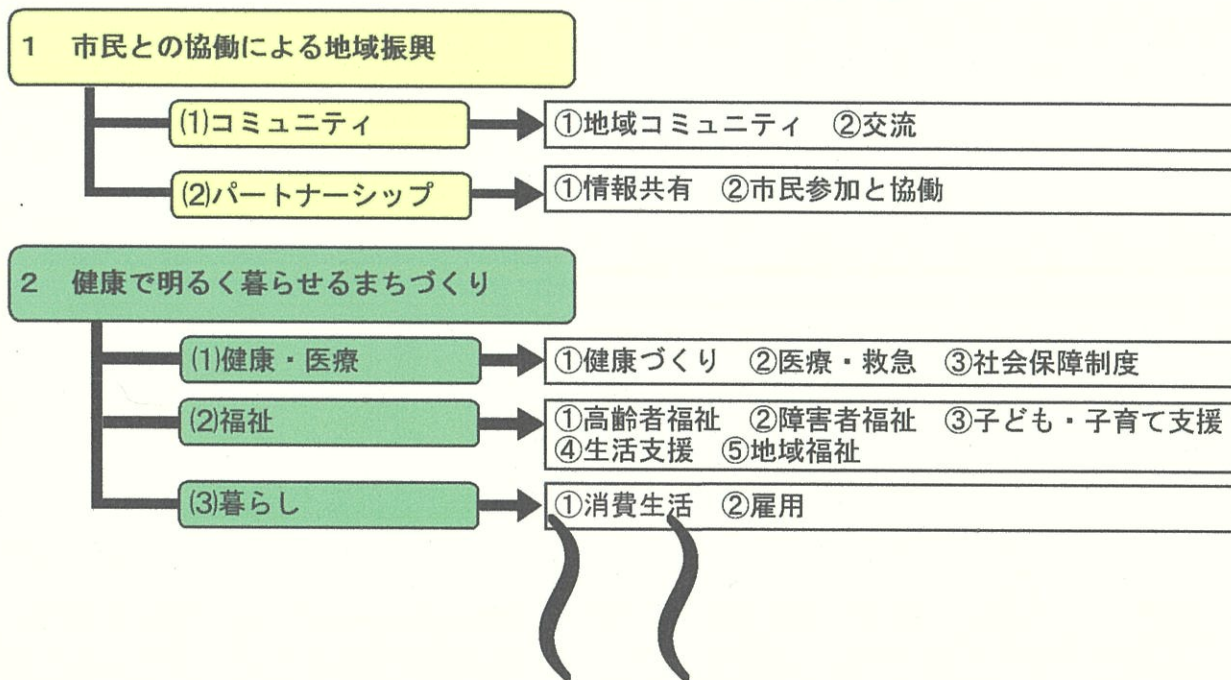 1 市民との協働による地域振興
(1)コミュニティ
①地域コミュニティ ②交流
(2)パートナーシップ
①情報共有 ②市民参加と協働
2 健康で明るく暮らせるまちづくり
(1)健康・医療
①健康づくり ②医療・救急 ③社会保障制度
(2)福祉
①高齢者福祉 ②障害者福祉 ③子ども・子育て支援
④生活支援 ⑤地域福祉
(3)暮らし
①消費生活 ②雇用